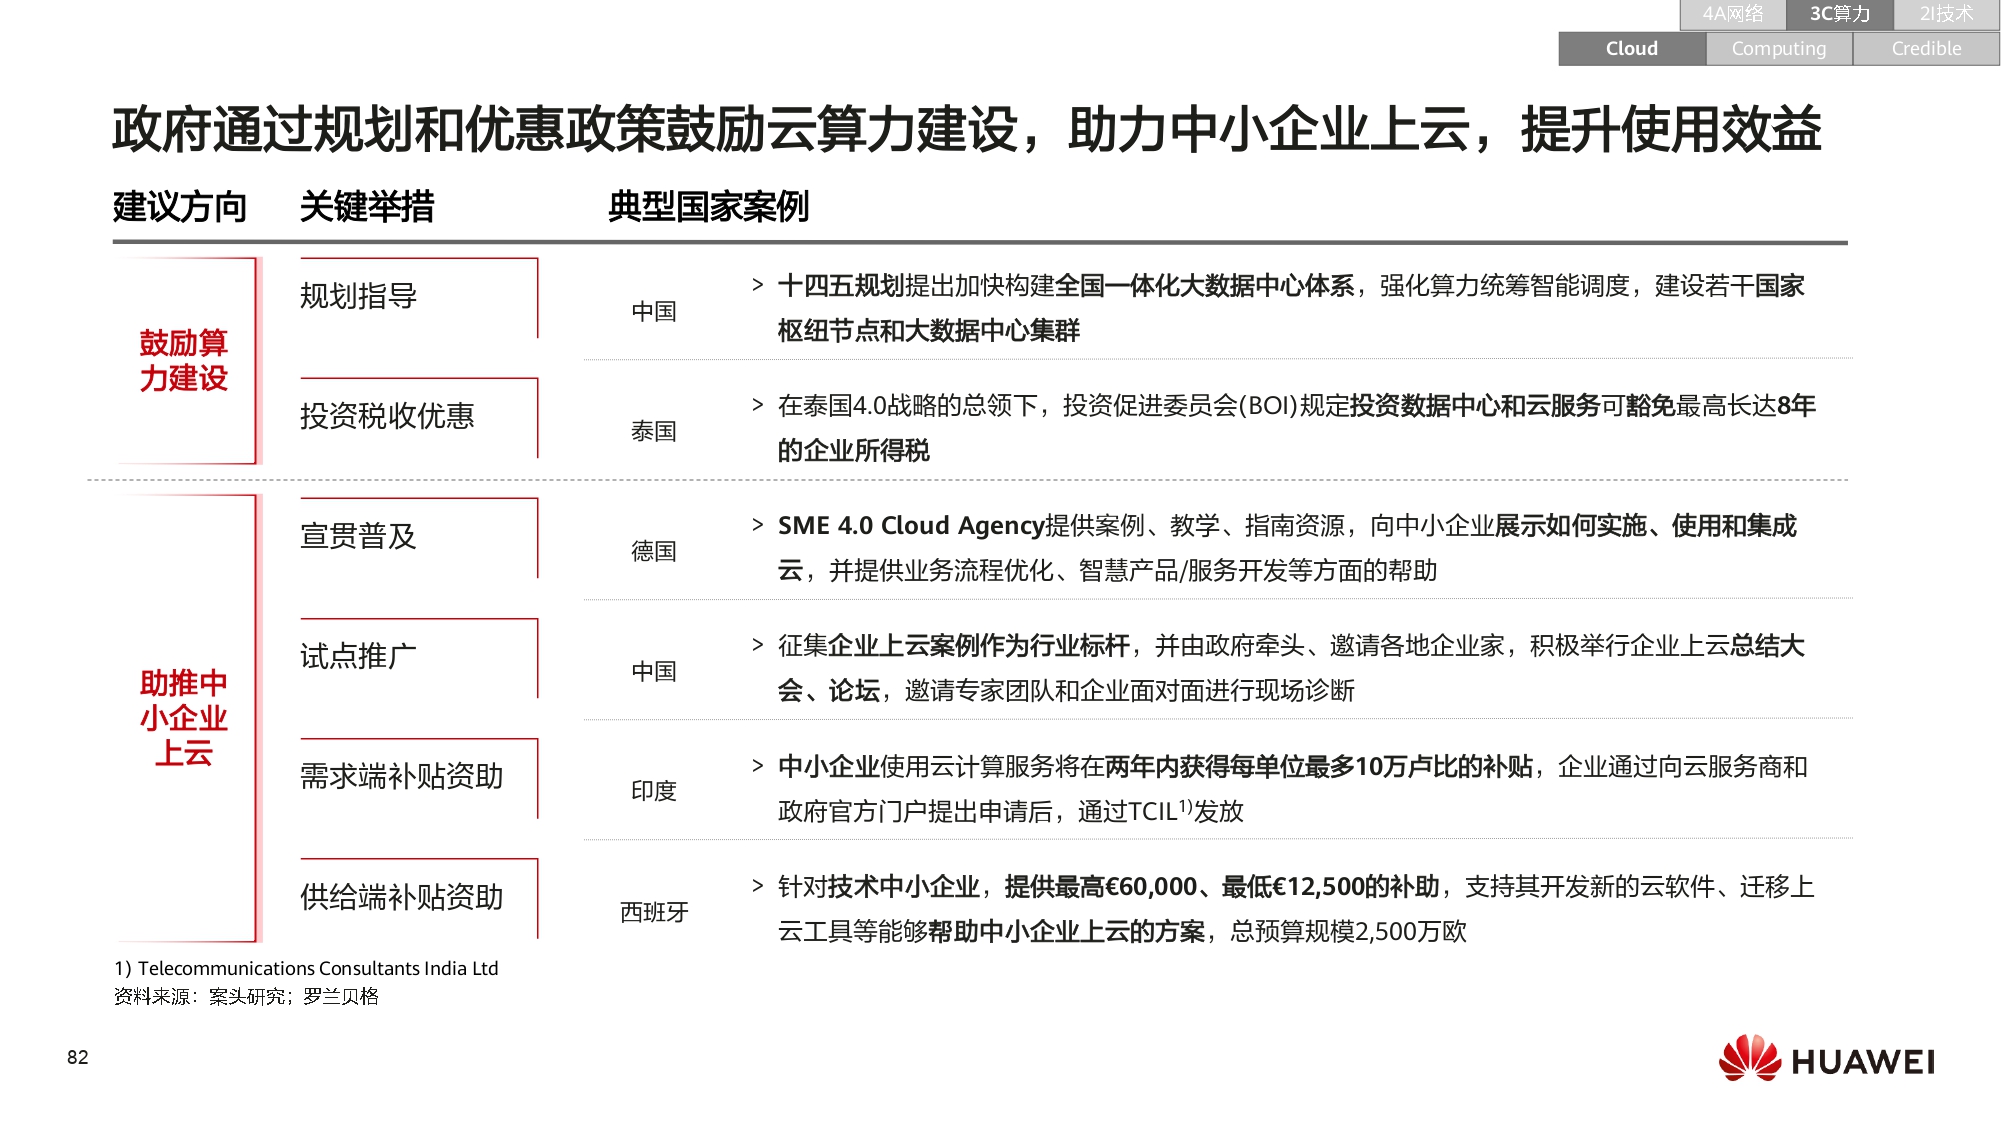 4A网络 3C算力 2I技术
Cloud Computing Credible
政府通过规划和优惠政策鼓励云算力建设，助力中小企业上云，提升使用效益
建议方向 关键举措 典型国家案例
鼓励算
力建设
规划指导
中国
> 十四五规划提出加快构建全国一体化大数据中心体系，强化算力统筹智能调度，建设若干国家
枢纽节点和大数据中心集群
投资税收优惠
泰国
> 在泰国4.0战略的总领下，投资促进委员会(BOI)规定投资数据中心和云服务可豁免最高长达8年
的企业所得税
助推中
小企业
上云
宣贯普及
德国
> SME 4.0 Cloud Agency提供案例、教学、指南资源，向中小企业展示如何实施、使用和集成
云，并提供业务流程优化、智慧产品/服务开发等方面的帮助
试点推广
中国
> 征集企业上云案例作为行业标杆，并由政府牵头、邀请各地企业家，积极举行企业上云总结大
会、论坛，邀请专家团队和企业面对面进行现场诊断
需求端补贴资助
印度
> 中小企业使用云计算服务将在两年内获得每单位最多10万卢比的补贴，企业通过向云服务商和
政府官方门户提出申请后，通过TCIL1)发放
供给端补贴资助
西班牙
> 针对技术中小企业，提供最高€60,000、最低€12,500的补助，支持其开发新的云软件、迁移上
云工具等能够帮助中小企业上云的方案，总预算规模2,500万欧
1) Telecommunications Consultants India Ltd
资料来源：案头研究；罗兰贝格
82
HUAWEI